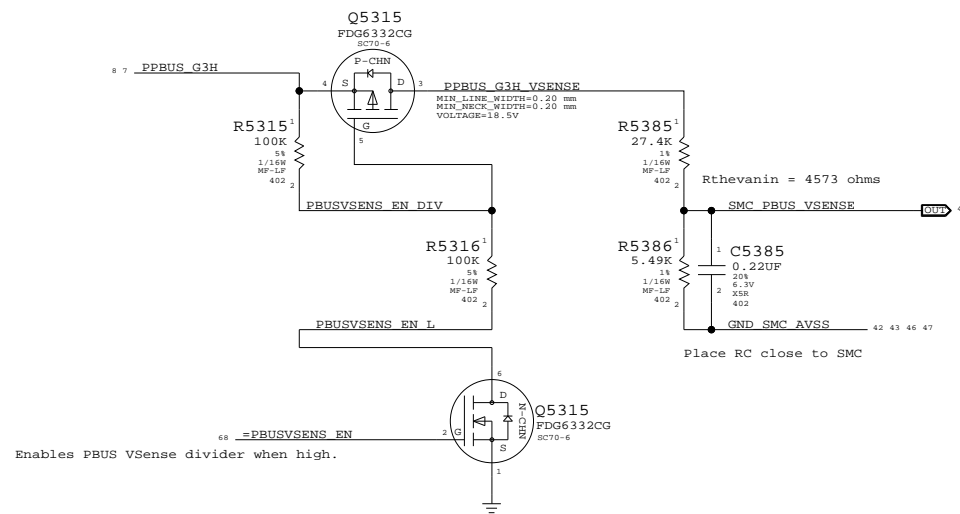 Q5315
FDG6332CG
SC70-6
P-CHN
8 7 PPBUS_G3H
4 S D 3
G
5
PPBUS_G3H_VSENSE
MIN_LINE_WIDTH=0.20 mm
MIN_NECK_WIDTH=0.20 mm
VOLTAGE=18.5V
R5315 1
100K
5%
1/16W
MF-LF
402
2
R5385 1
27.4K
1%
1/16W
MF-LF
402
2
Rthevanin = 4573 ohms
PBUSVSENS_EN_DIV
SMC_PBUS_VSENSE
OUT 4
R5316 1
100K
5%
1/16W
MF-LF
402
2
R5386 1
5.49K
1%
1/16W
MF-LF
402
2
1 C5385
0.22UF
20%
6.3V
2 X5R
402
PBUSVSENS_EN_L
GND_SMC_AVSS 42 43 46 47
Place RC close to SMC
6
D
N-CHN
Q5315
FDG6332CG
SC70-6
68 =PBUSVSENS_EN 2 G
S
1
Enables PBUS VSense divider when high.